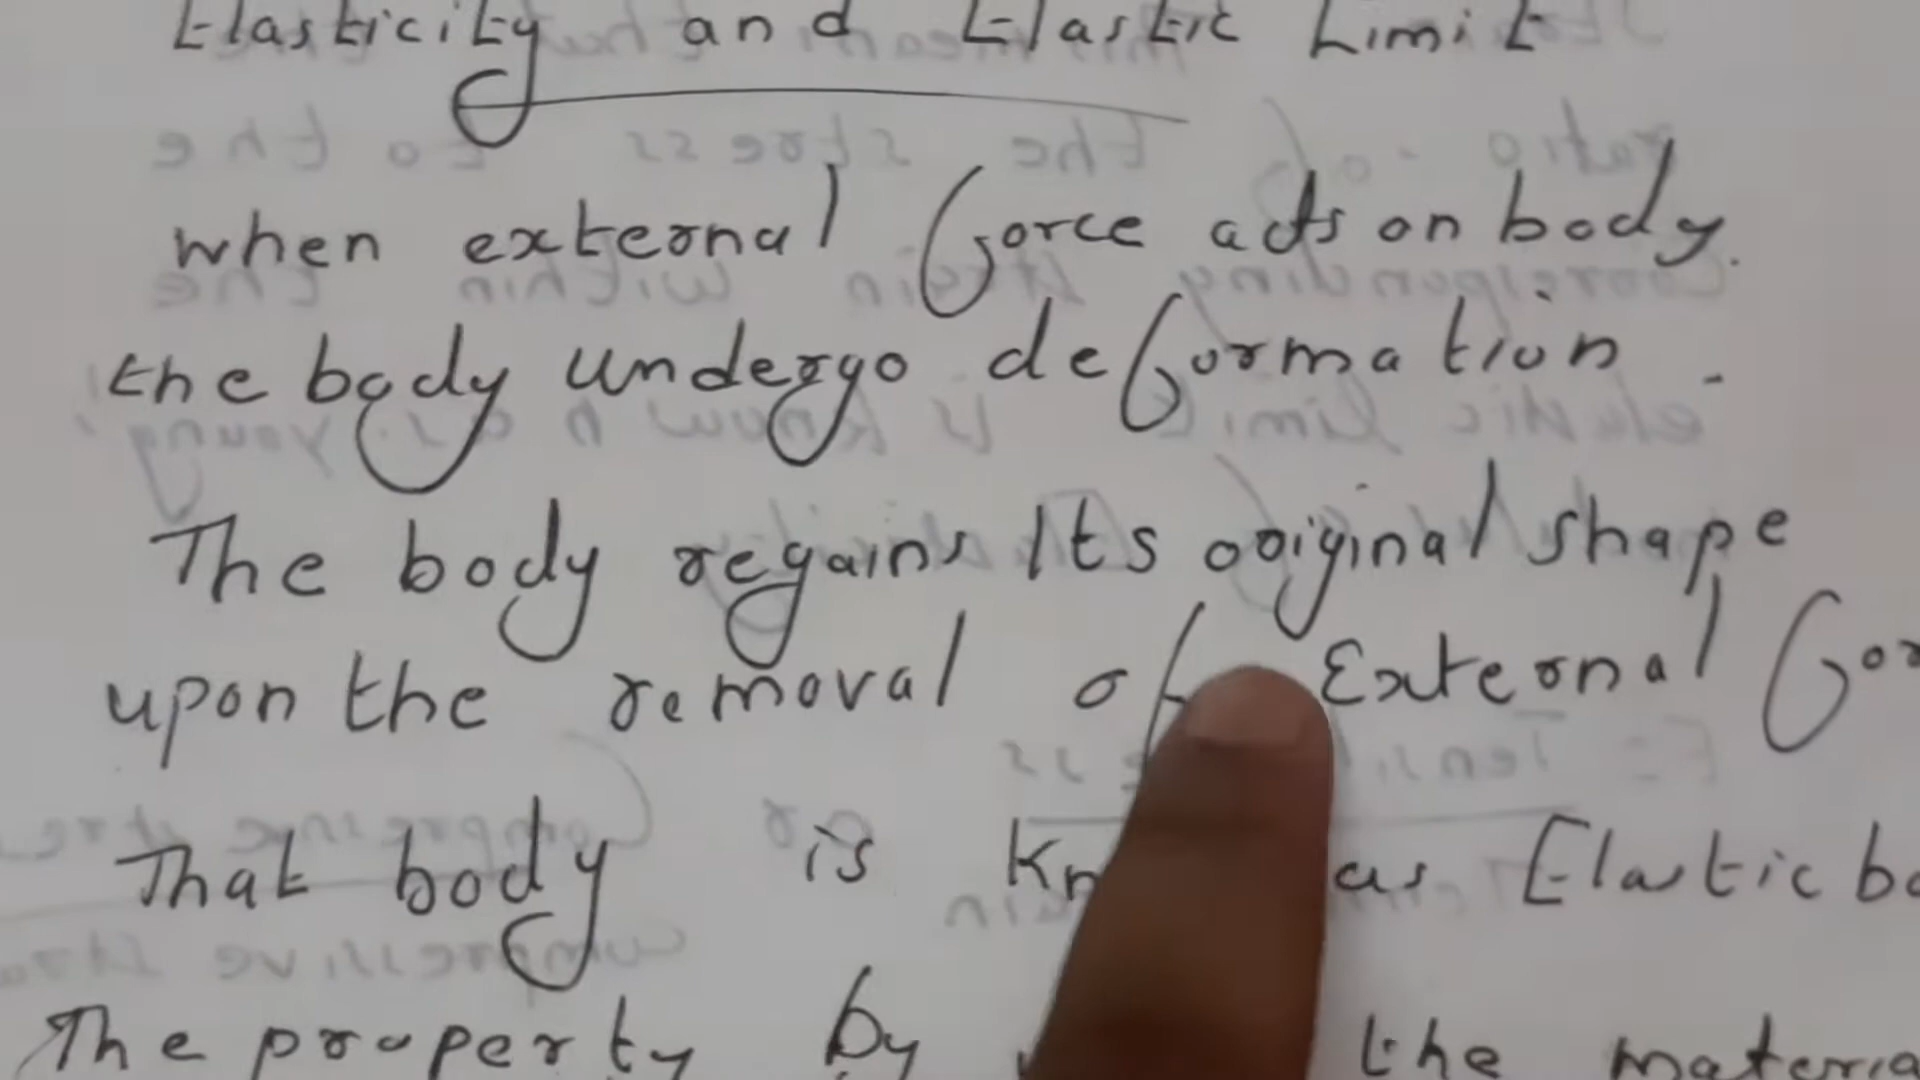 Elasticity and Elastic Limit
when external force acts on body.
the body undergo deformation.
The body regains Its original shape
upon the removal of External
That body is as Elastic
The property by the